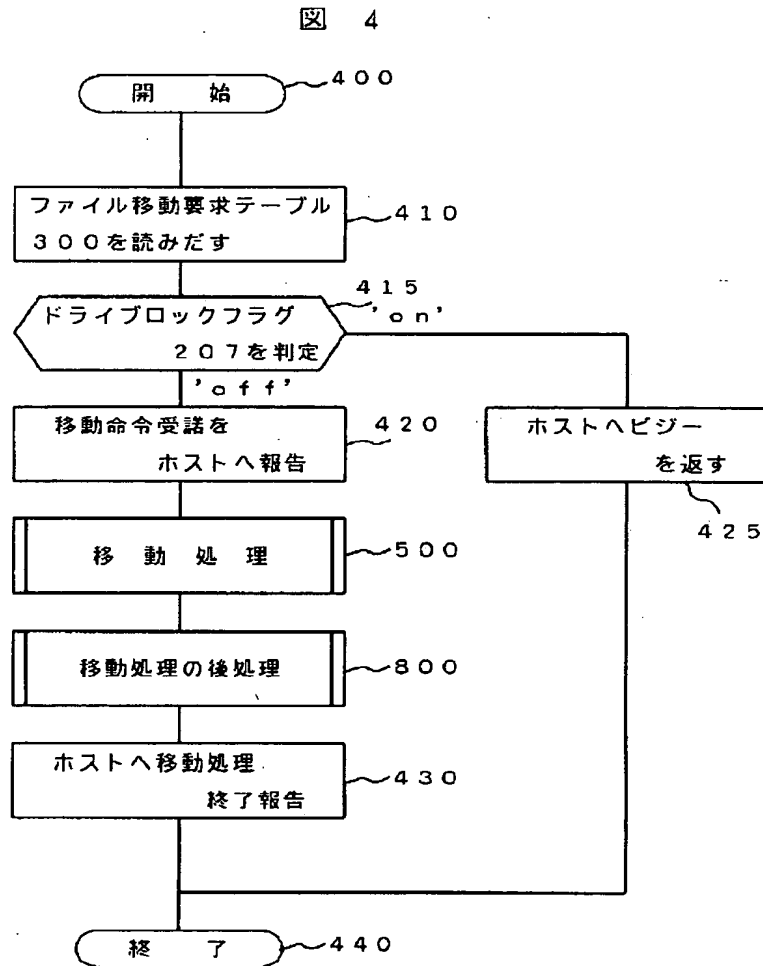 図 4
開 始
400
ファイル移動要求テーブル
300を読みだす
410
415
ドライブロックフラグ
207を判定
'on'
'off'
移動命令受諾を
ホストへ報告
420
ホストへビジー
を返す
425
移 動 処 理
500
移動処理の後処理
800
ホストへ移動処理
終了報告
430
終 了
440